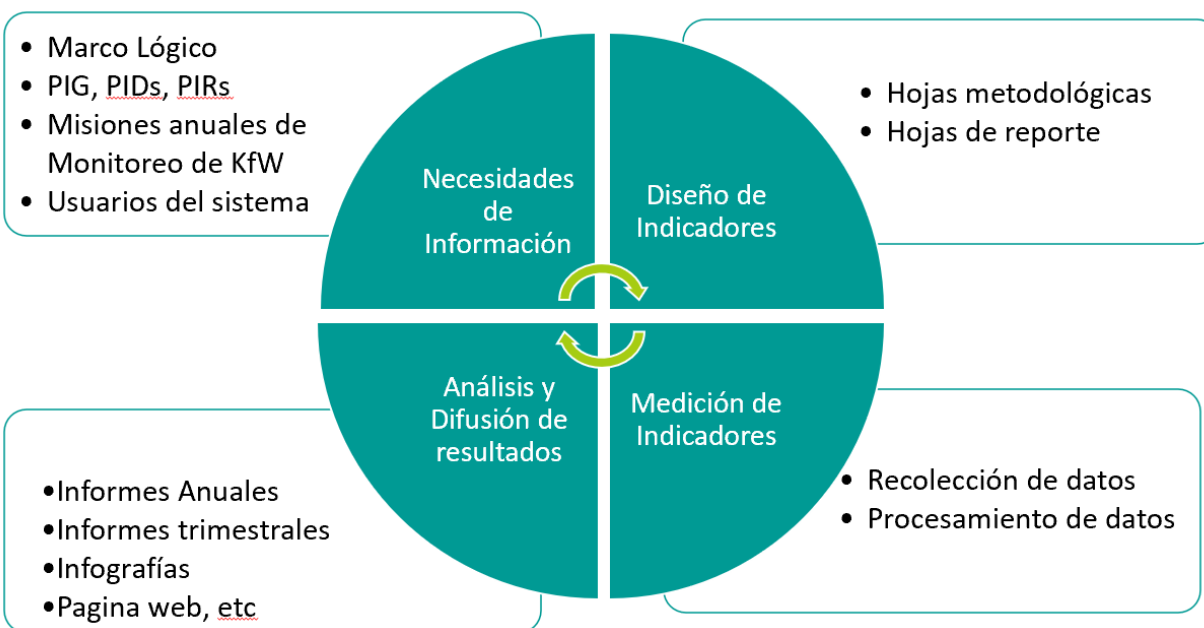 • Marco Lógico
• PIG, PIDs, PIRs
• Misiones anuales de
Monitoreo de KfW
• Usuarios del sistema
Necesidades
de
Información
Diseño de
Indicadores
• Hojas metodológicas
• Hojas de reporte
Análisis y
Difusión de
resultados
Medición de
Indicadores
•Informes Anuales
•Informes trimestrales
•Infografías
•Pagina web, etc
• Recolección de datos
• Procesamiento de datos